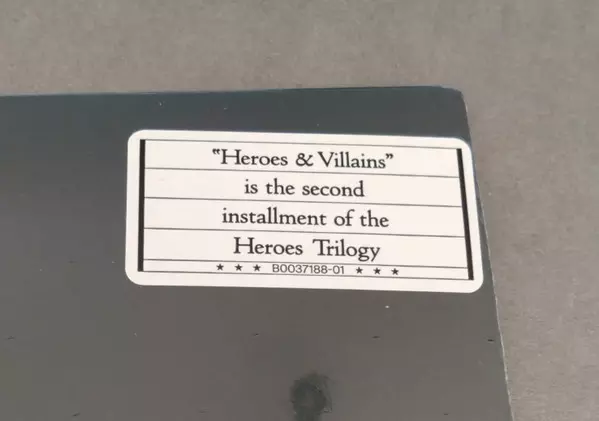 "Heroes & Villains"
is the second
installment of the
Heroes Trilogy
★ ★ ★ B0037188-01 ★ ★ ★